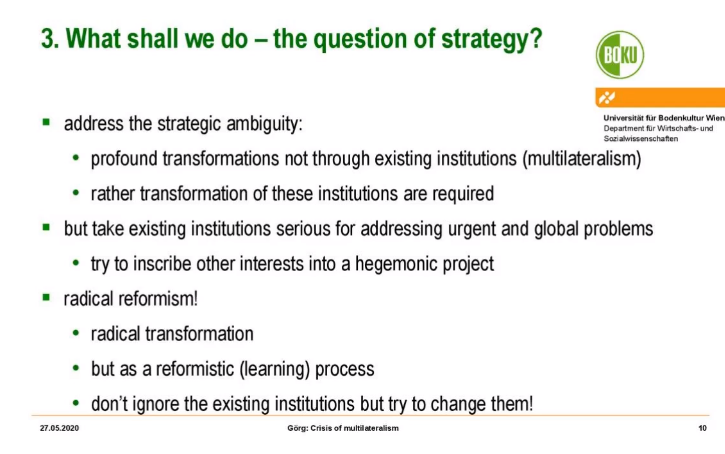 3. What shall we do – the question of strategy?
BOKU
Universität für Bodenkultur Wien
Department für Wirtschafts- und
Sozialwissenschaften
▪ address the strategic ambiguity:
• profound transformations not through existing institutions (multilateralism)
• rather transformation of these institutions are required
▪ but take existing institutions serious for addressing urgent and global problems
• try to inscribe other interests into a hegemonic project
▪ radical reformism!
• radical transformation
• but as a reformistic (learning) process
• don't ignore the existing institutions but try to change them!
27.05.2020
Görg: Crisis of multilateralism
10